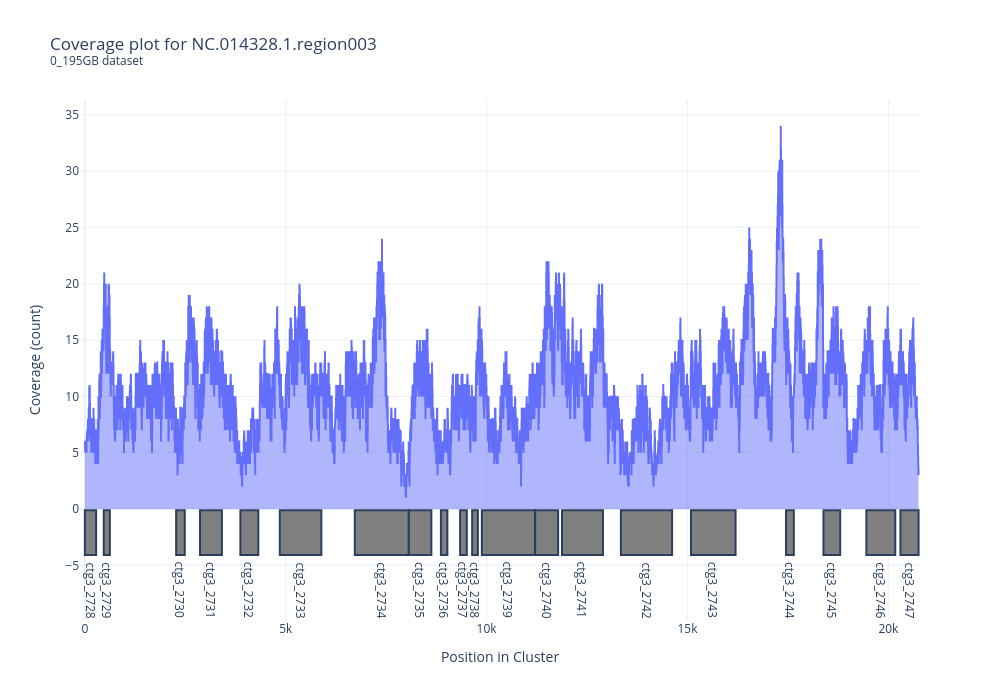 Coverage plot for NC.014328.1.region003
0_195GB dataset
35
30
25
20
15
10
5
0
−5
Coverage (count)
ctg3_2728
ctg3_2729
ctg3_2730
ctg3_2731
ctg3_2732
ctg3_2733
ctg3_2734
ctg3_2735
ctg3_2736
ctg3_2737
ctg3_2738
ctg3_2739
ctg3_2740
ctg3_2741
ctg3_2742
ctg3_2743
ctg3_2744
ctg3_2745
ctg3_2746
ctg3_2747
0 5k 10k 15k 20k
Position in Cluster